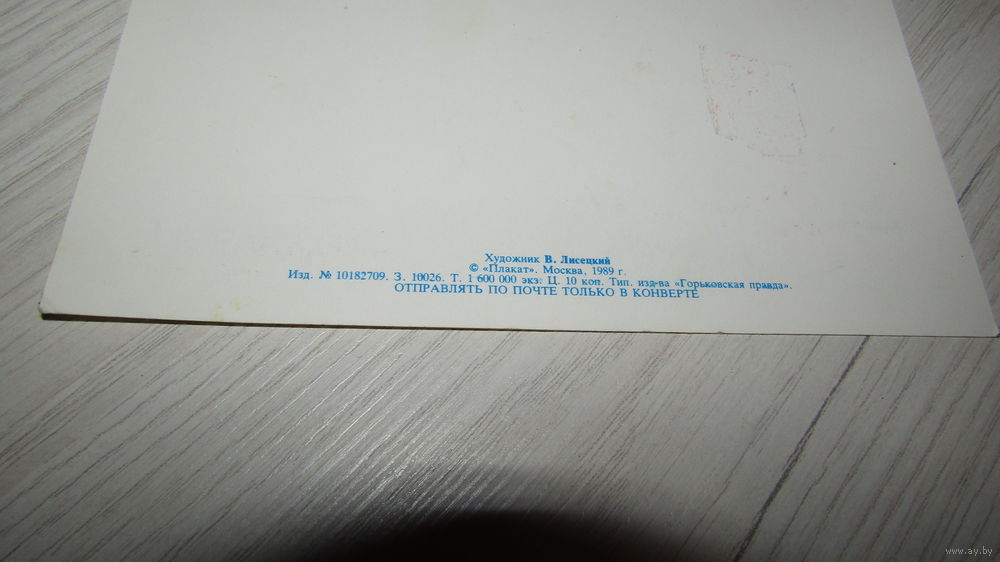 Художник В. Лисецкий
© «Плакат». Москва, 1989 г.
Изд. № 10182709. З. 10026. Т. 1 600 000 экз. Ц. 10 коп. Тип. изд-ва «Горьковская правда».
ОТПРАВЛЯТЬ ПО ПОЧТЕ ТОЛЬКО В КОНВЕРТЕ
www.ay.by